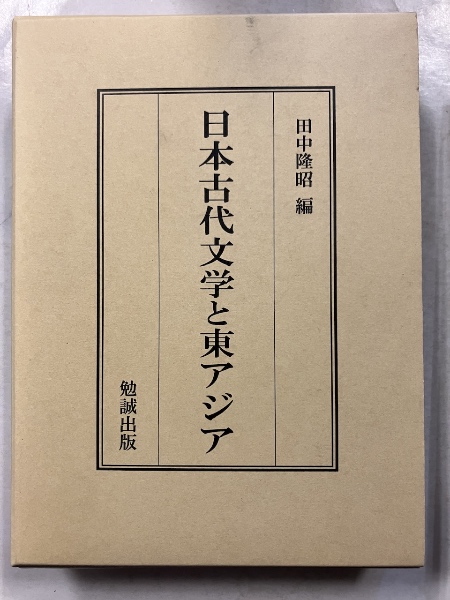 田中隆昭 編
日本古代文学と東アジア
勉誠出版